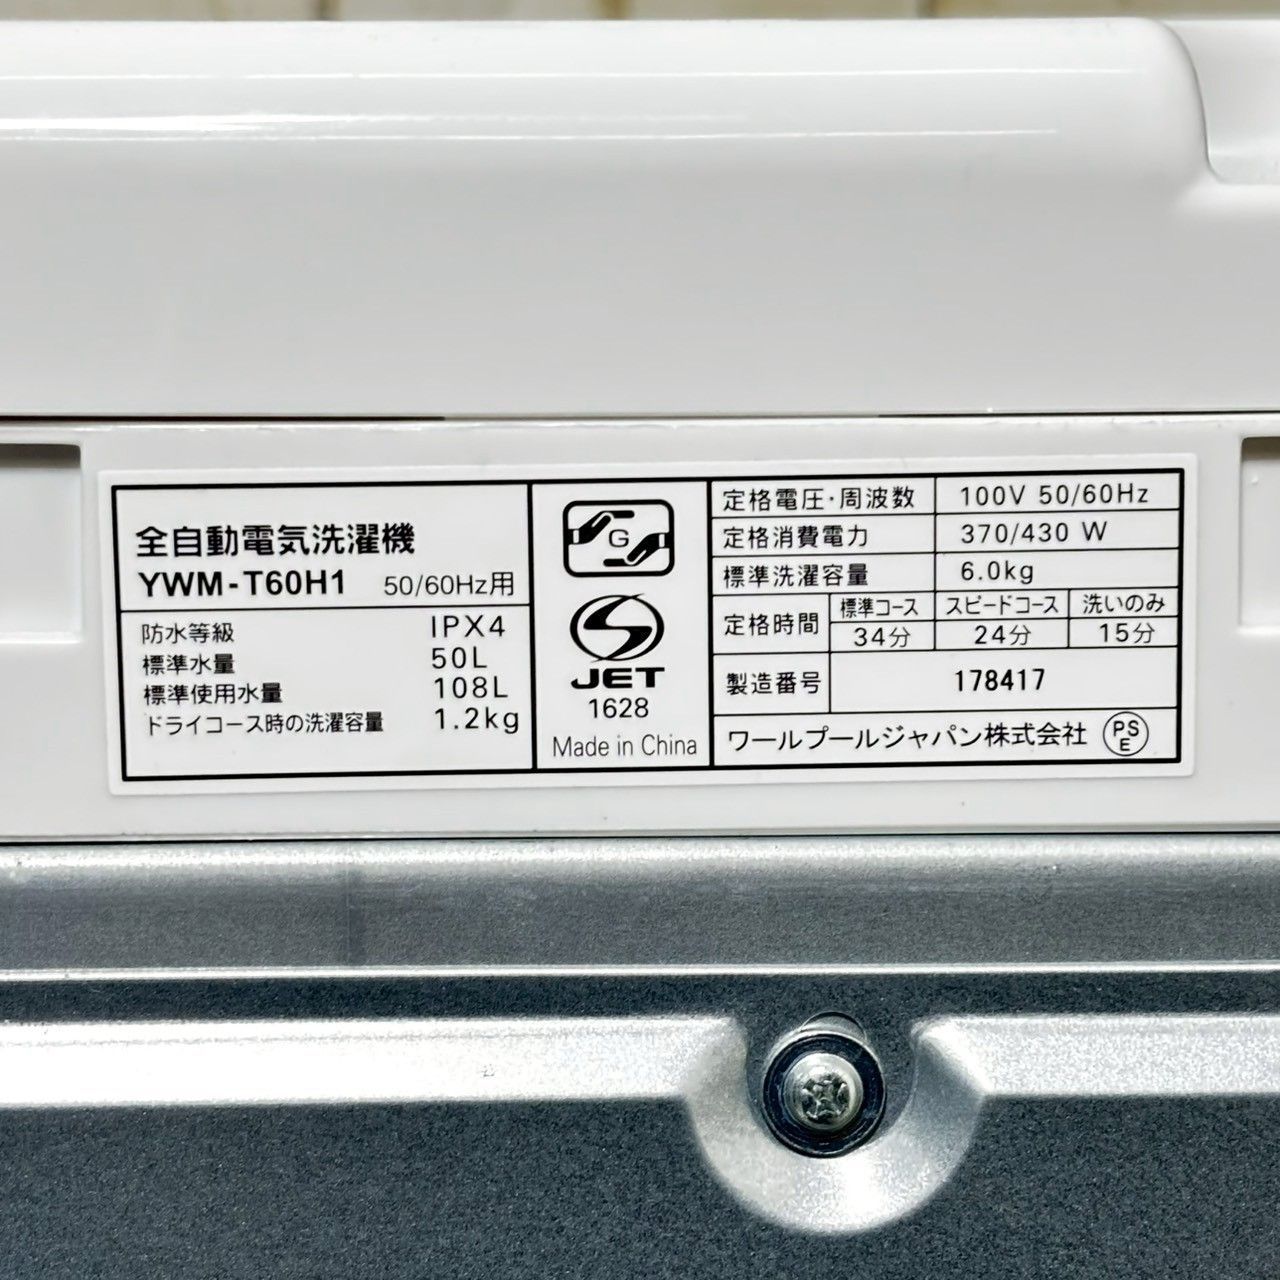 全自動電気洗濯機
YWM-T60H1 50/60Hz用
防水等級 IPX4
標準水量 50L
標準使用水量 108L
ドライコース時の洗濯容量 1.2kg
G
JET
1628
Made in China
定格電圧・周波数 100V 50/60Hz
定格消費電力 370/430 W
標準洗濯容量 6.0kg
定格時間 標準コース スピードコース 洗いのみ
34分 24分 15分
製造番号 178417
ワールプールジャパン株式会社 PSE